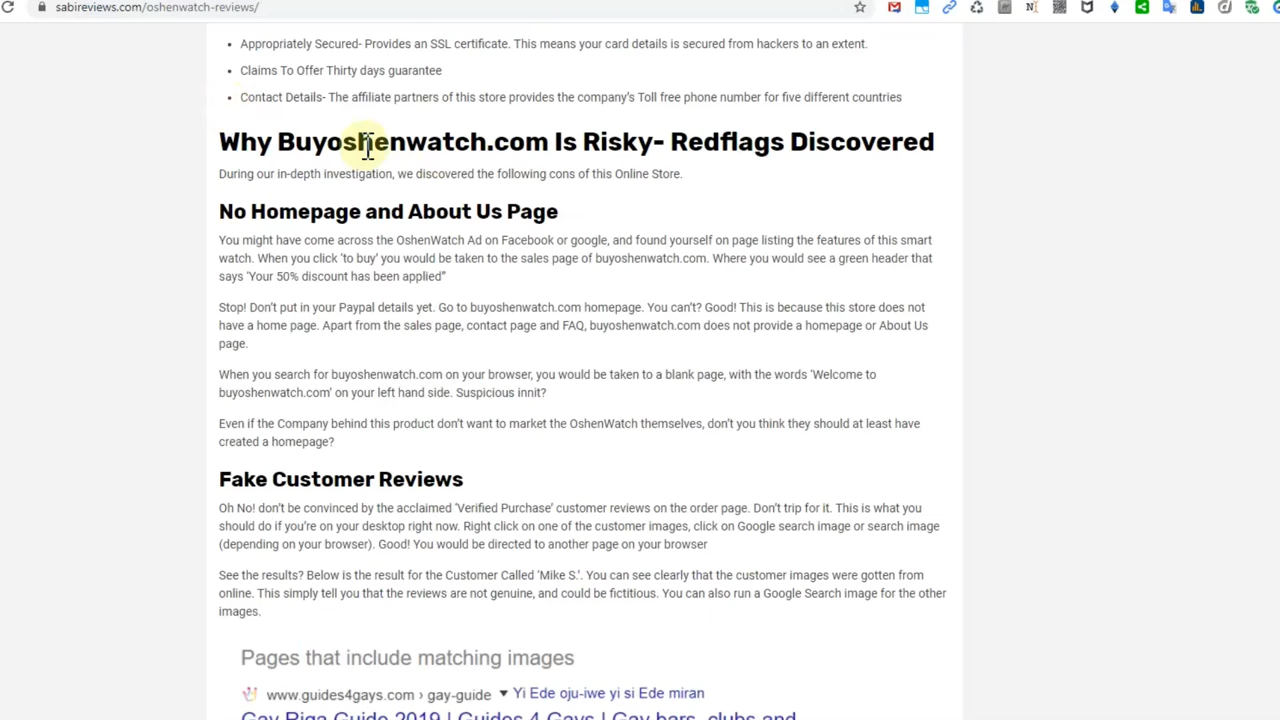 sabireviews.com/oshenwatch-reviews/
• Appropriately Secured- Provides an SSL certificate. This means your card details is secured from hackers to an extent.
• Claims To Offer Thirty days guarantee
• Contact Details- The affiliate partners of this store provides the company's Toll free phone number for five different countries
Why Buyoshenwatch.com Is Risky- Redflags Discovered
During our in-depth investigation, we discovered the following cons of this Online Store.
No Homepage and About Us Page
You might have come across the OshenWatch Ad on Facebook or google, and found yourself on page listing the features of this smart
watch. When you click 'to buy' you would be taken to the sales page of buyoshenwatch.com. Where you would see a green header that
says 'Your 50% discount has been applied"
Stop! Don't put in your Paypal details yet. Go to buyoshenwatch.com homepage. You can't? Good! This is because this store does not
have a home page. Apart from the sales page, contact page and FAQ, buyoshenwatch.com does not provide a homepage or About Us
page.
When you search for buyoshenwatch.com on your browser, you would be taken to a blank page, with the words 'Welcome to
buyoshenwatch.com' on your left hand side. Suspicious innit?
Even if the Company behind this product don't want to market the OshenWatch themselves, don't you think they should at least have
created a homepage?
Fake Customer Reviews
Oh No! don't be convinced by the acclaimed 'Verified Purchase' customer reviews on the order page. Don't trip for it. This is what you
should do if you're on your desktop right now. Right click on one of the customer images, click on Google search image or search image
(depending on your browser). Good! You would be directed to another page on your browser
See the results? Below is the result for the Customer Called 'Mike S.'. You can see clearly that the customer images were gotten from
online. This simply tell you that the reviews are not genuine, and could be fictitious. You can also run a Google Search image for the other
images.
Pages that include matching images
www.guides4gays.com › gay-guide ▼ Yi Ede oju-iwe yi si Ede miran
Gay Riga Guide 2019 | Guides 4 Gays | Gay bars, clubs and